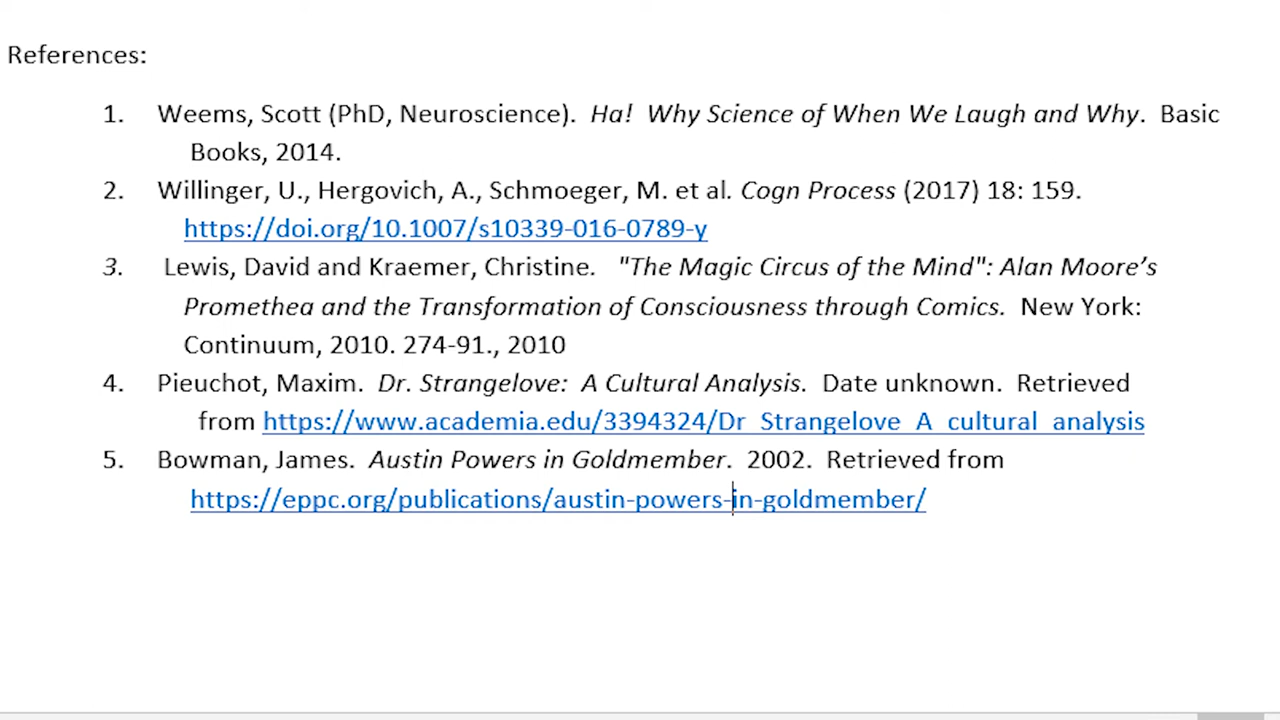 References:
1. Weems, Scott (PhD, Neuroscience). Ha! Why Science of When We Laugh and Why. Basic
Books, 2014.
2. Willinger, U., Hergovich, A., Schmoeger, M. et al. Cogn Process (2017) 18: 159.
https://doi.org/10.1007/s10339-016-0789-y
3. Lewis, David and Kraemer, Christine. "The Magic Circus of the Mind": Alan Moore’s
Promethea and the Transformation of Consciousness through Comics. New York:
Continuum, 2010. 274-91., 2010
4. Pieuchot, Maxim. Dr. Strangelove: A Cultural Analysis. Date unknown. Retrieved
from https://www.academia.edu/3394324/Dr_Strangelove_A_cultural_analysis
5. Bowman, James. Austin Powers in Goldmember. 2002. Retrieved from
https://eppc.org/publications/austin-powers-in-goldmember/